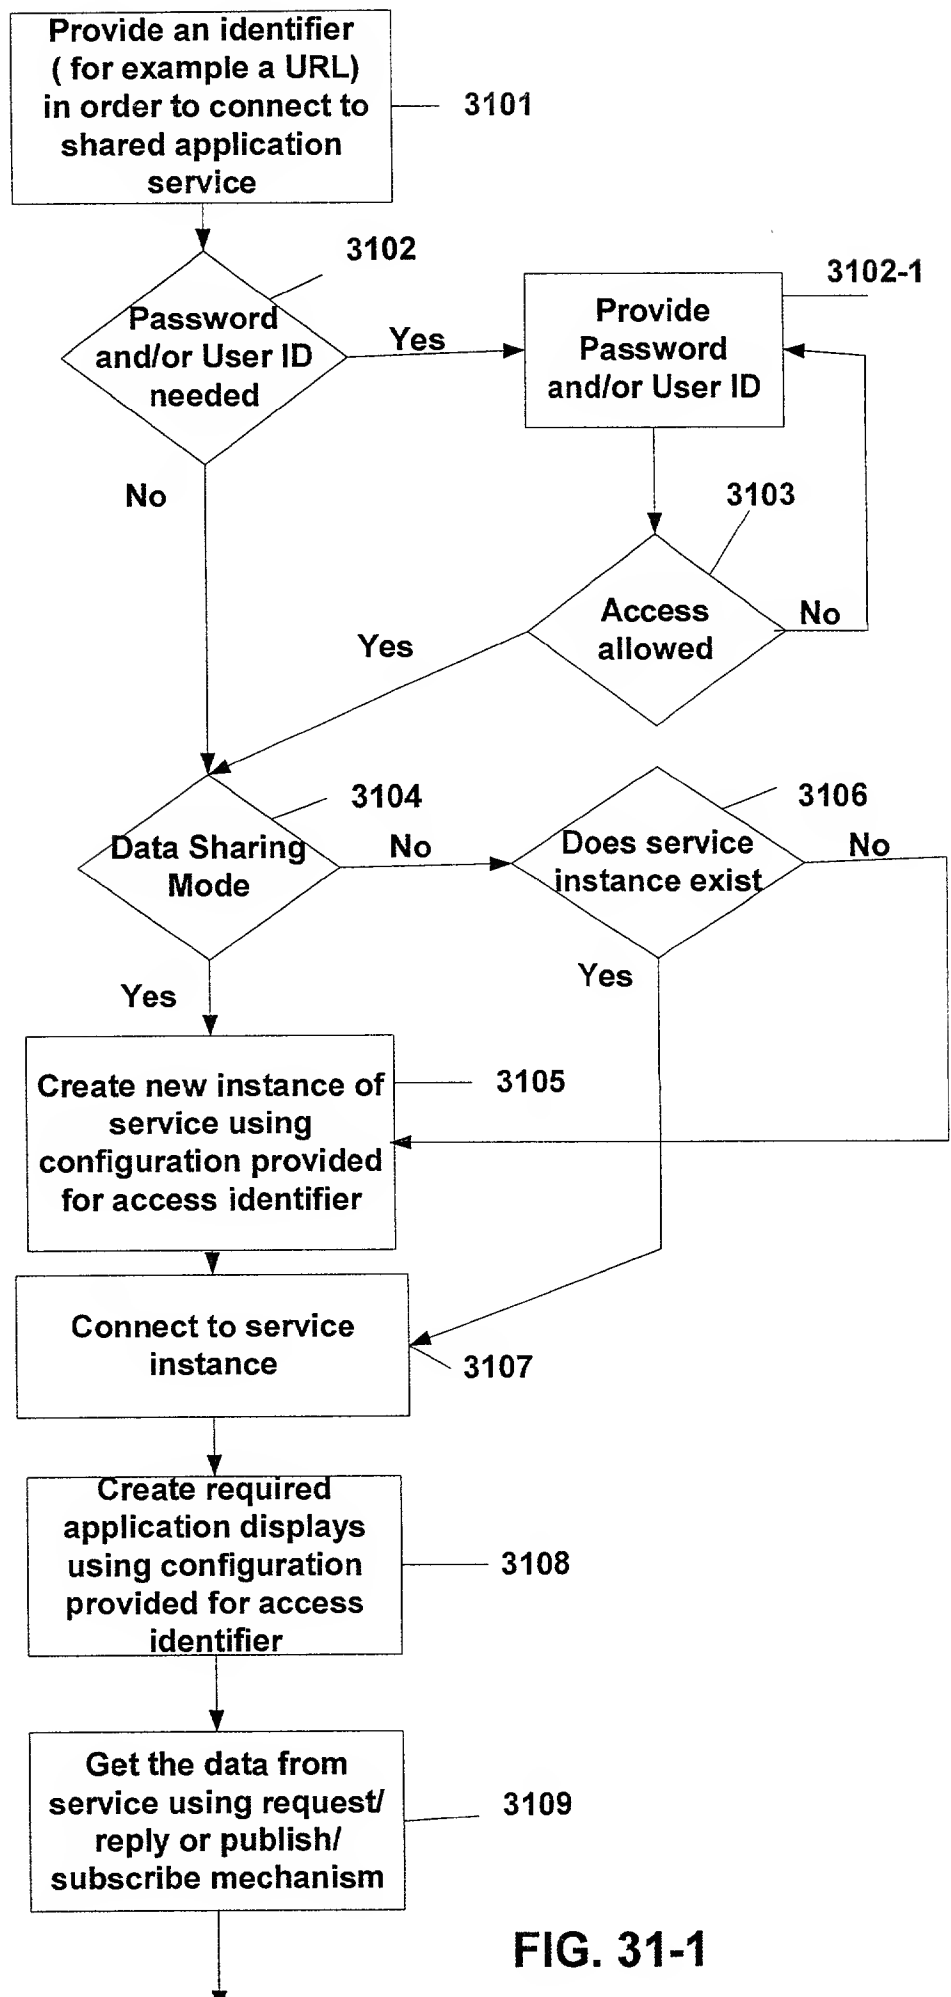 Provide an identifier
( for example a URL)
in order to connect to
shared application
service
3101
3102
Password
and/or User ID
needed
Yes
No
3102-1
Provide
Password
and/or User ID
3103
Access
allowed
No
Yes
3104
Data Sharing
Mode
No
3106
Does service
instance exist
No
Yes
Yes
Create new instance of
service using
configuration provided
for access identifier
3105
Connect to service
instance
3107
Create required
application displays
using configuration
provided for access
identifier
3108
Get the data from
service using request/
reply or publish/
subscribe mechanism
3109
FIG. 31-1